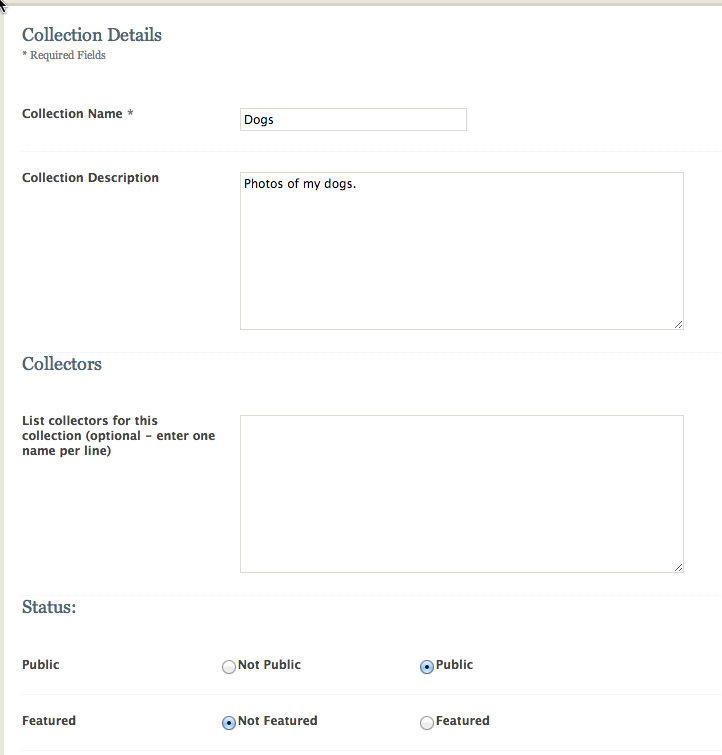 Collection Details
* Required Fields
Collection Name *
Dogs
Collection Description
Photos of my dogs.
Collectors
List collectors for this
collection (optional – enter one
name per line)
Status:
Public Not Public Public
Featured Not Featured Featured